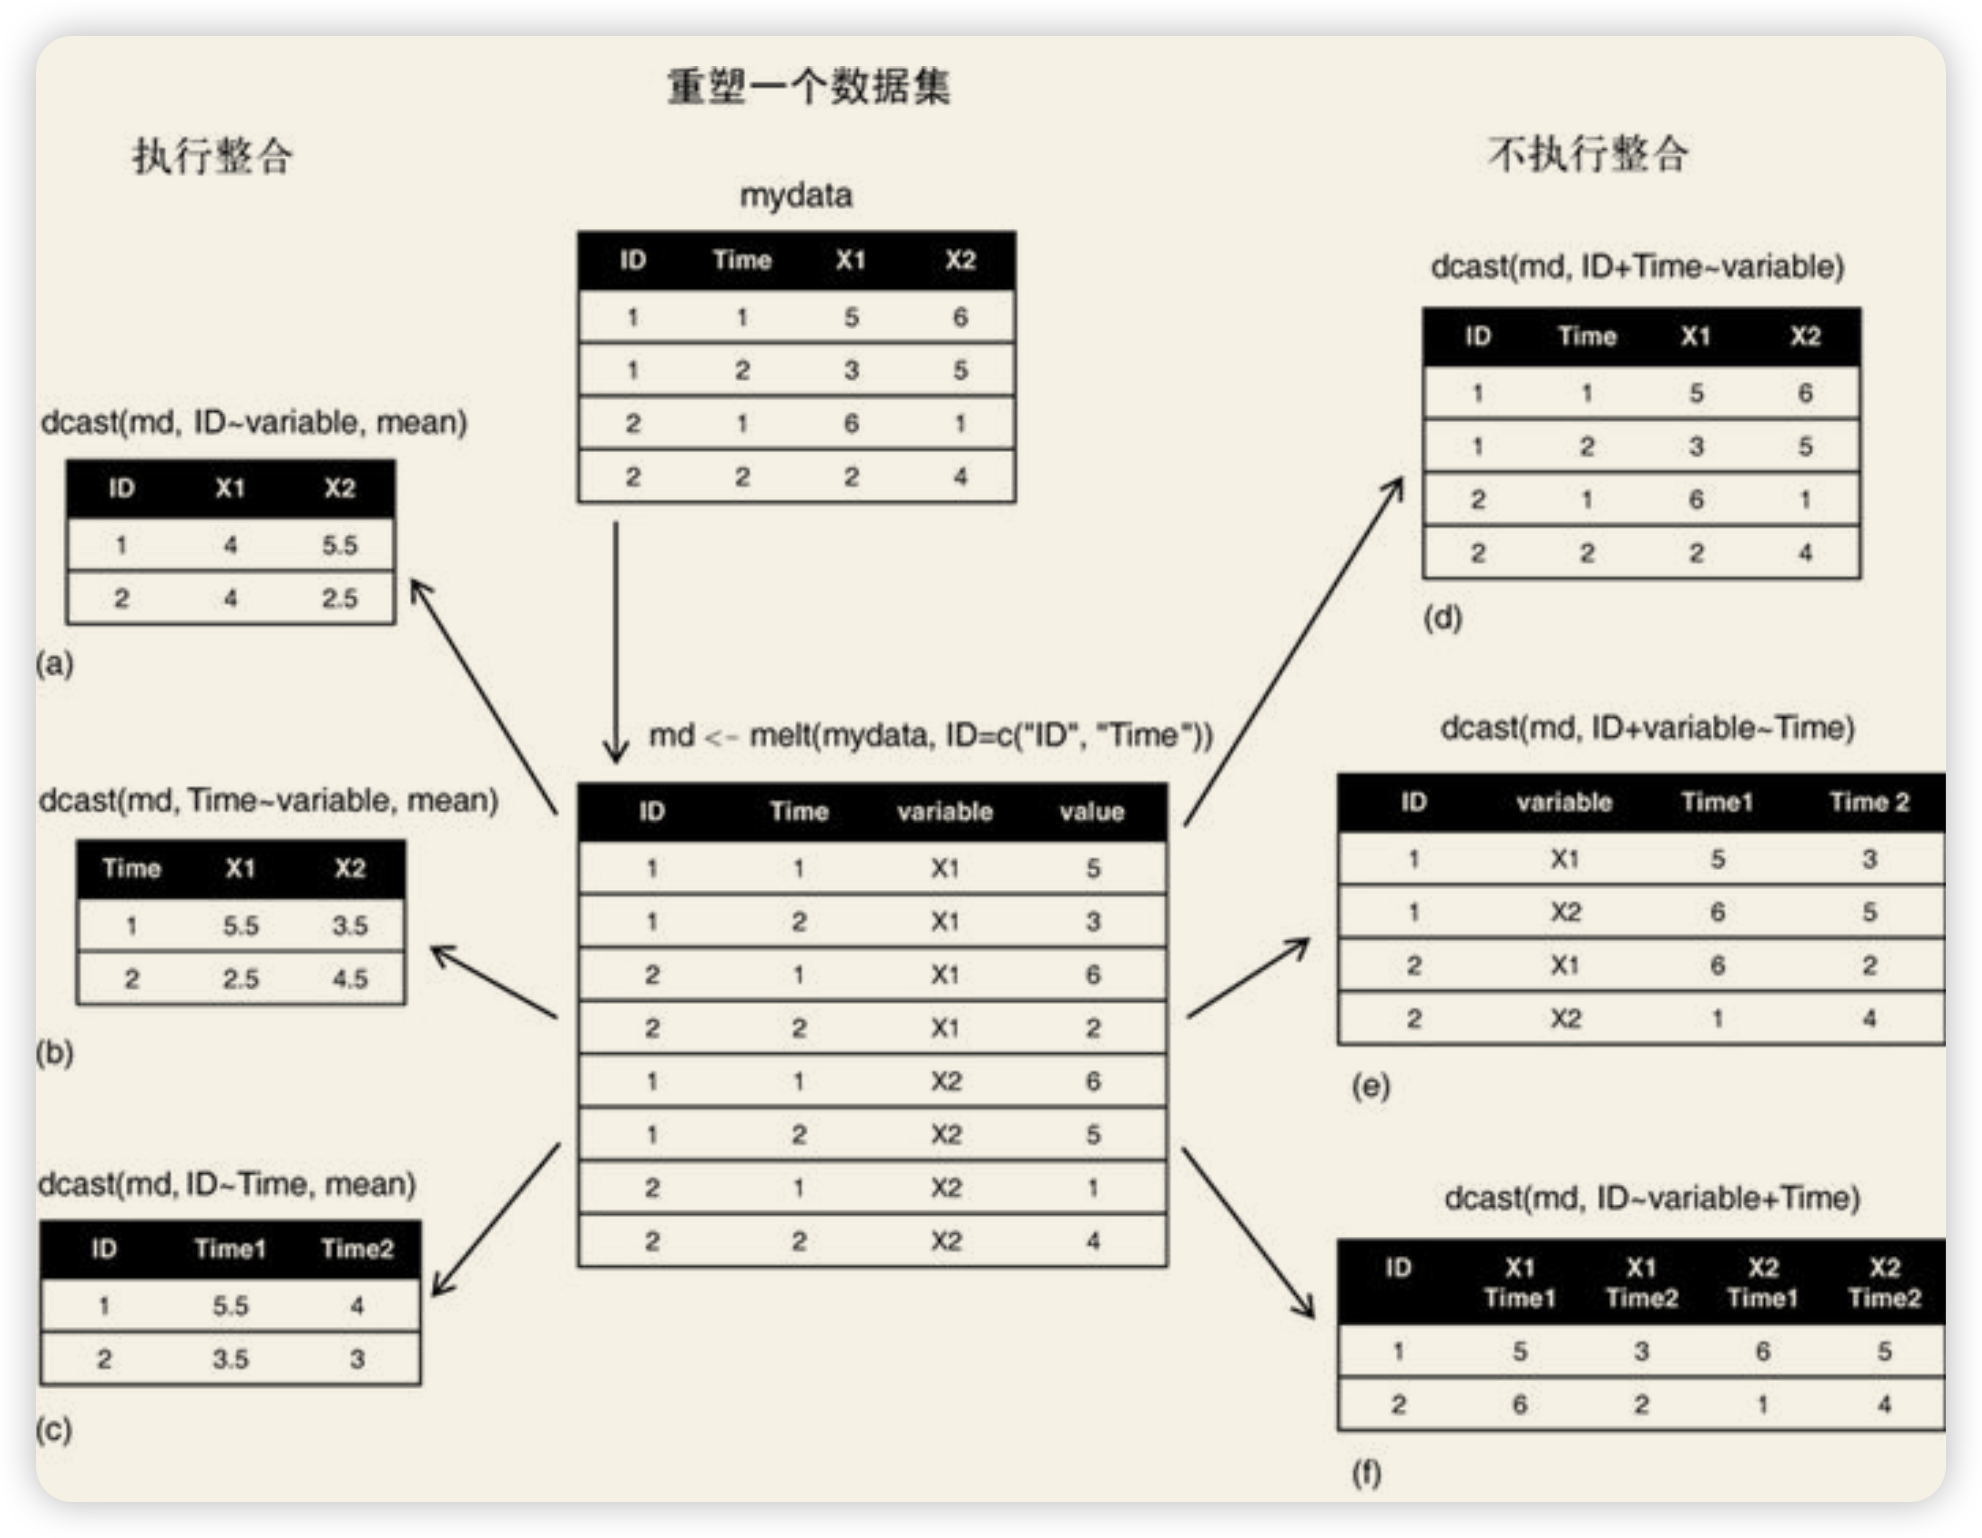 重塑一个数据集
执行整合
不执行整合
mydata
ID Time X1 X2
1 1 5 6
1 2 3 5
2 1 6 1
2 2 2 4
dcast(md, ID~variable, mean)
ID X1 X2
1 4 5.5
2 4 2.5
(a)
dcast(md, Time~variable, mean)
Time X1 X2
1 5.5 3.5
2 2.5 4.5
(b)
dcast(md, ID~Time, mean)
ID Time1 Time2
1 5.5 4
2 3.5 3
(c)
md <- melt(mydata, ID=c("ID", "Time"))
ID Time variable value
1 1 X1 5
1 2 X1 3
2 1 X1 6
2 2 X1 2
1 1 X2 6
1 2 X2 5
2 1 X2 1
2 2 X2 4
dcast(md, ID+Time~variable)
ID Time X1 X2
1 1 5 6
1 2 3 5
2 1 6 1
2 2 2 4
(d)
dcast(md, ID+variable~Time)
ID variable Time1 Time 2
1 X1 5 3
1 X2 6 5
2 X1 6 2
2 X2 1 4
(e)
dcast(md, ID~variable+Time)
ID X1 X1 X2 X2
Time1 Time2 Time1 Time2
1 5 3 6 5
2 6 2 1 4
(f)